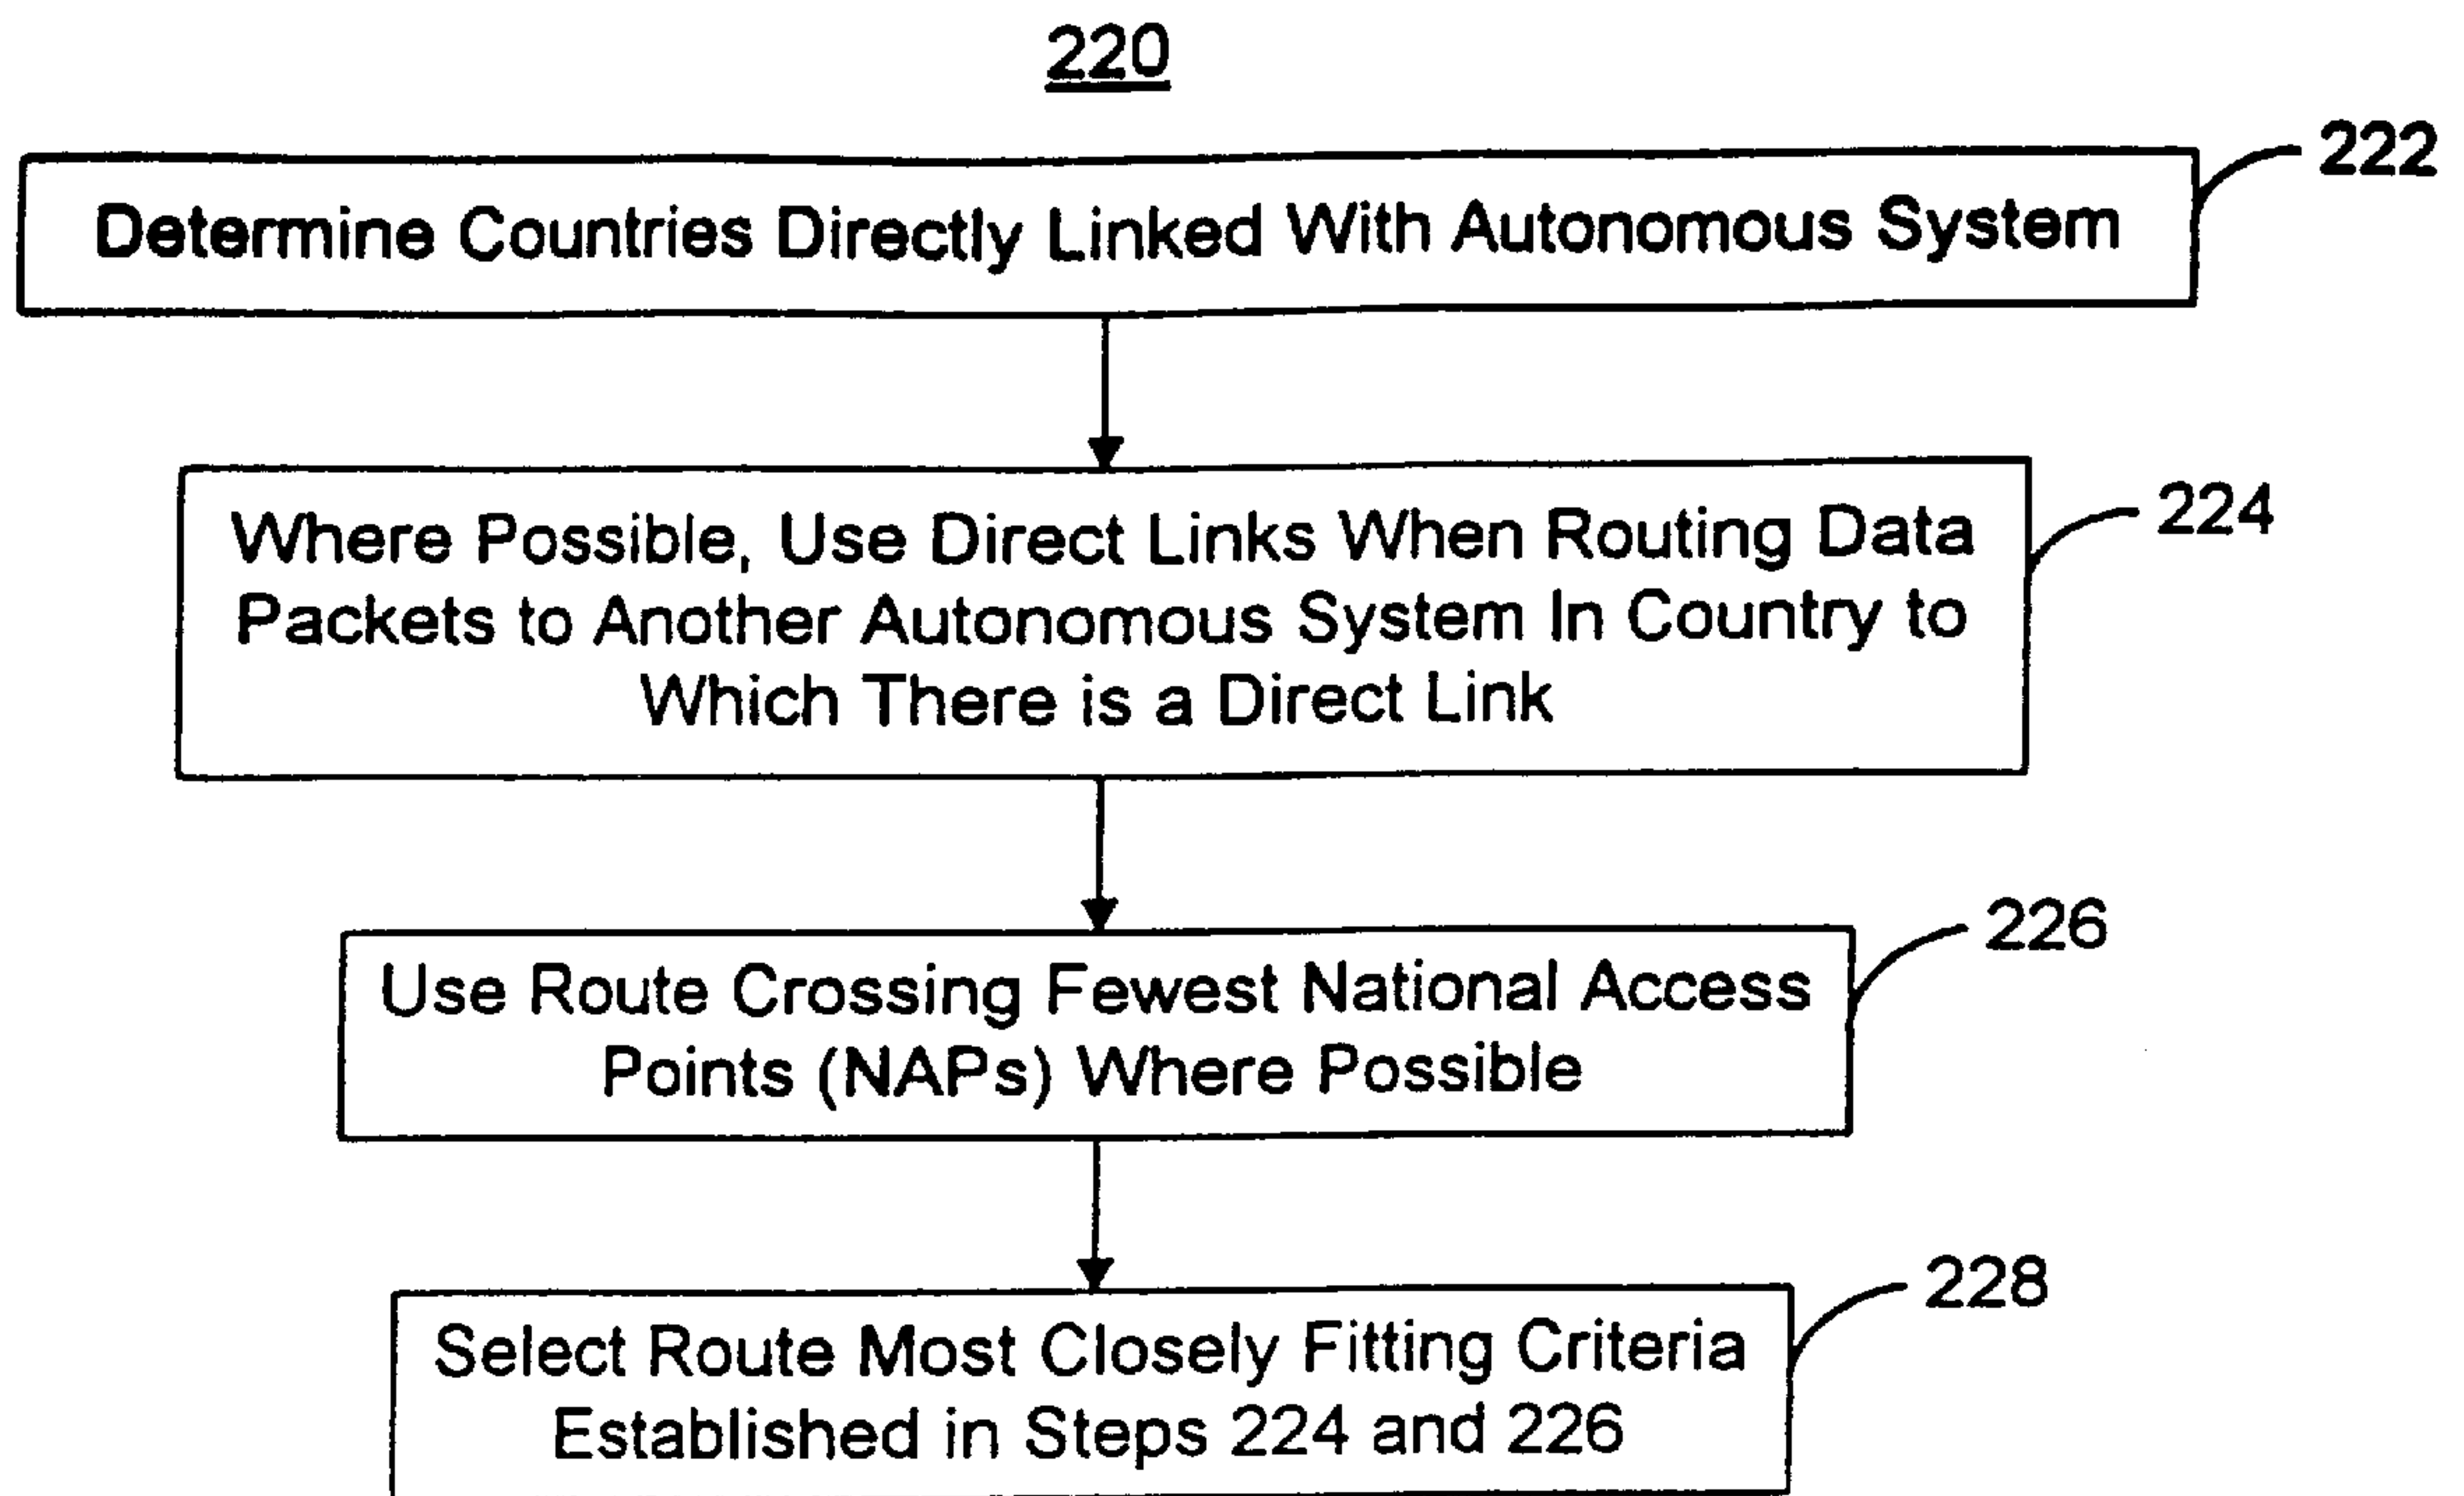 220
222
Determine Countries Directly Linked With Autonomous System
224
Where Possible, Use Direct Links When Routing Data
Packets to Another Autonomous System In Country to
Which There is a Direct Link
226
Use Route Crossing Fewest National Access
Points (NAPs) Where Possible
228
Select Route Most Closely Fitting Criteria
Established in Steps 224 and 226